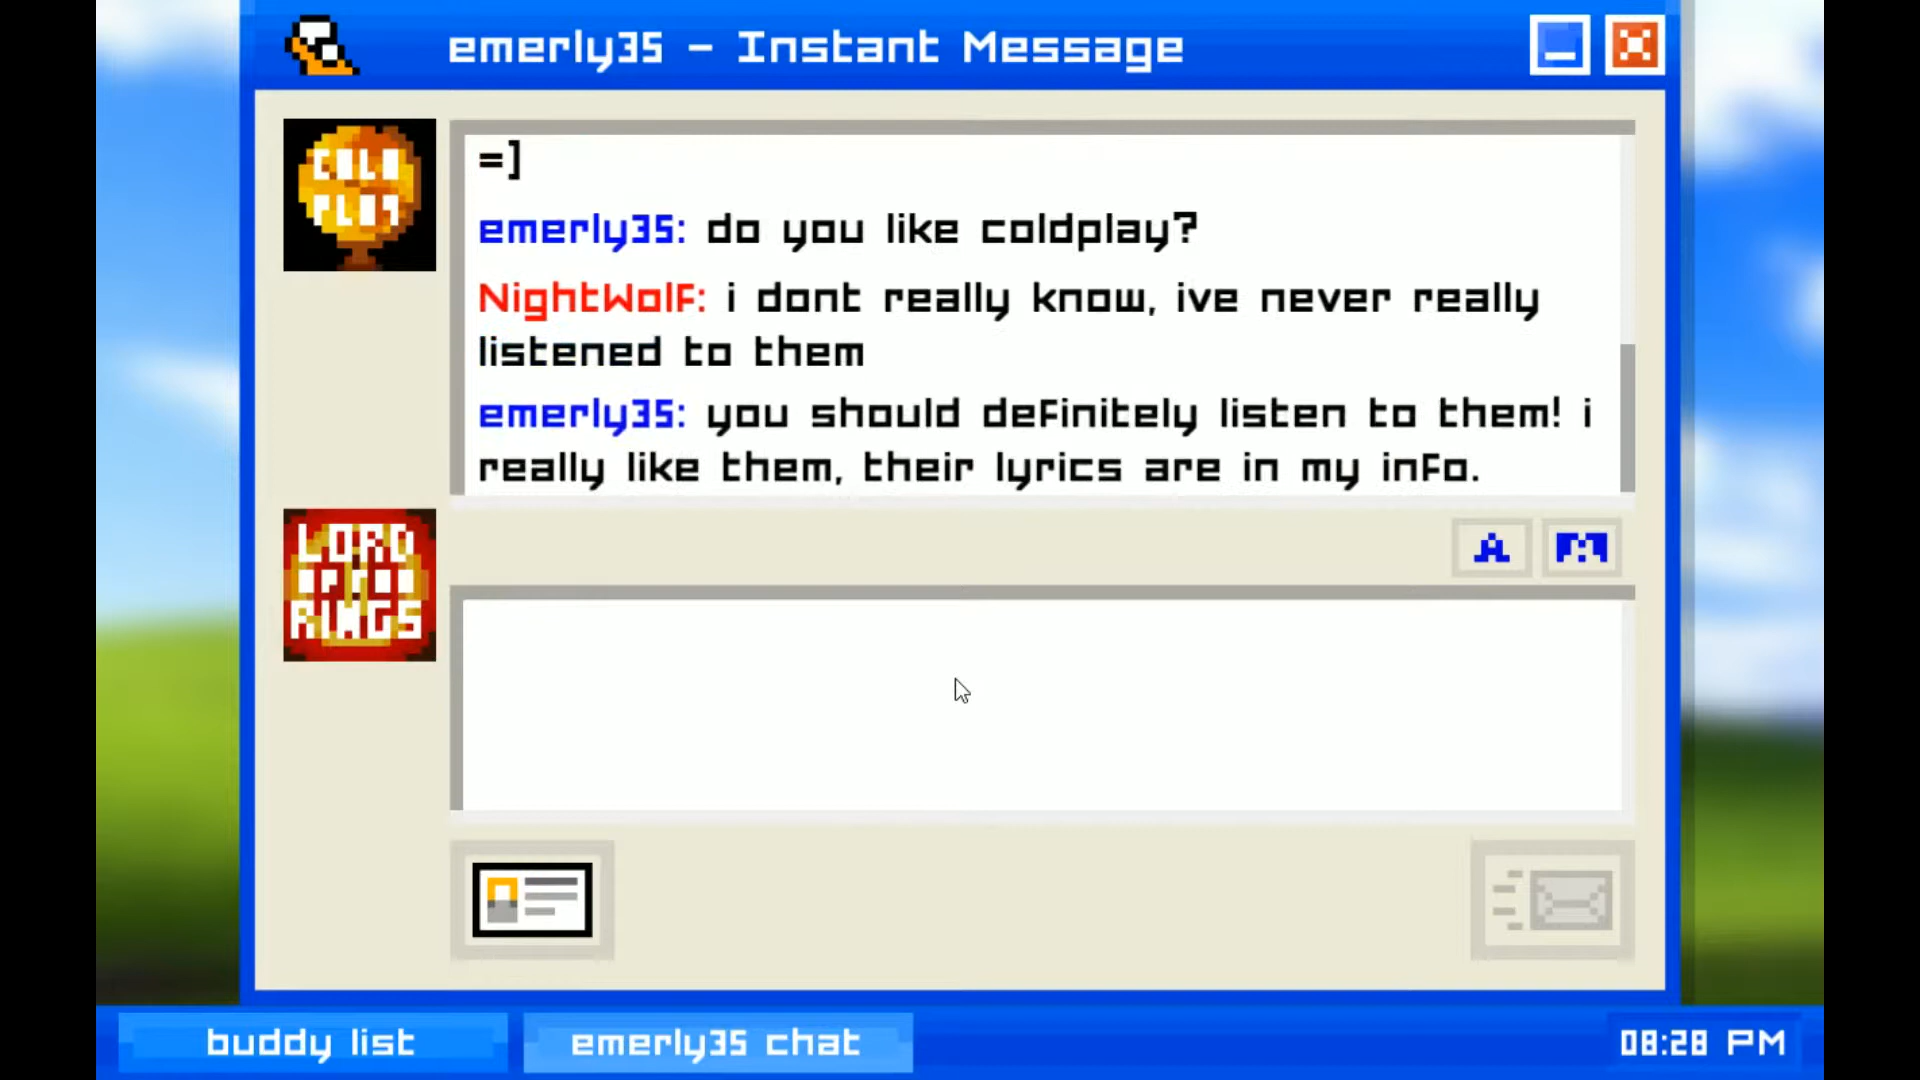 emerly35 - Instant Message
COLD
PLAY
=]
emerly35: do you like coldplay?
NightWolf: i dont really know, ive never really
listened to them
emerly35: you should definitely listen to them! i
really like them, their lyrics are in my info.
LORD
OF
RINGS
A
buddy list
emerly35 chat
08:28 PM